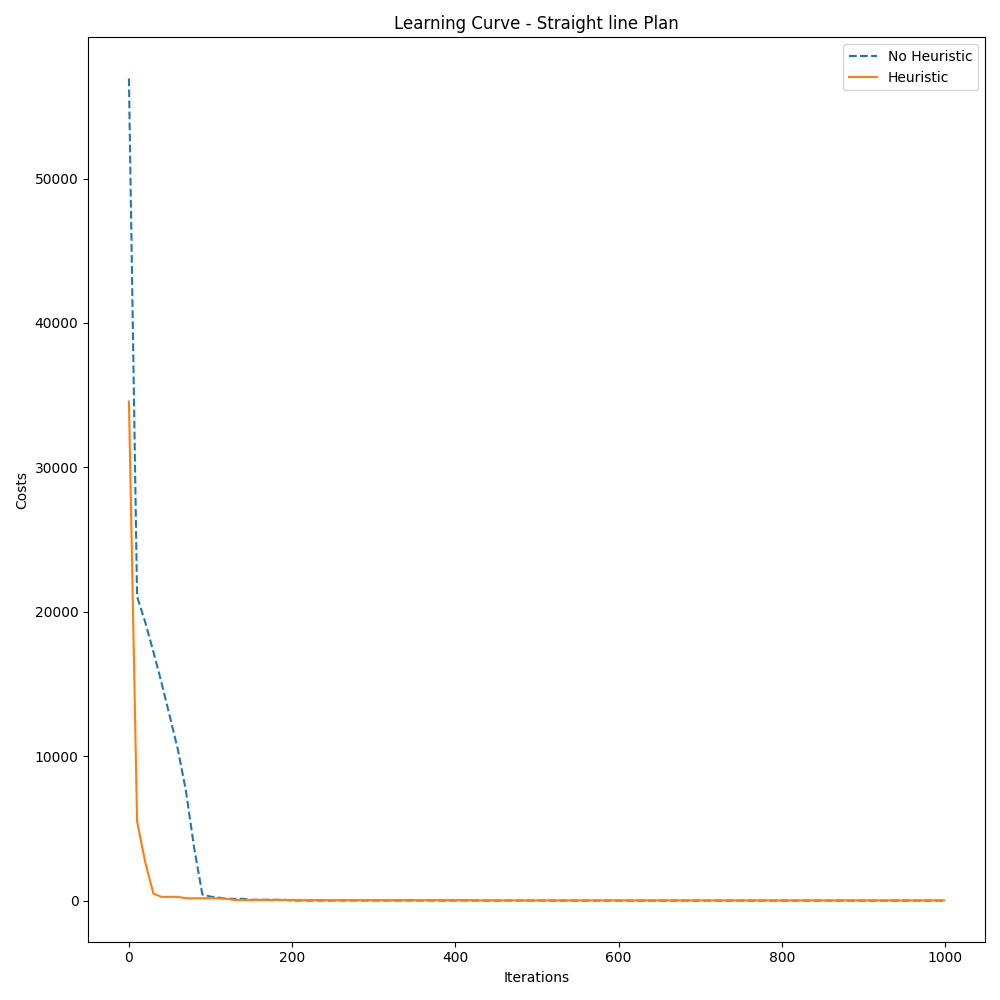 Learning Curve - Straight line Plan
No Heuristic
Heuristic
50000
40000
30000
20000
10000
0
Costs
0 200 400 600 800 1000
Iterations